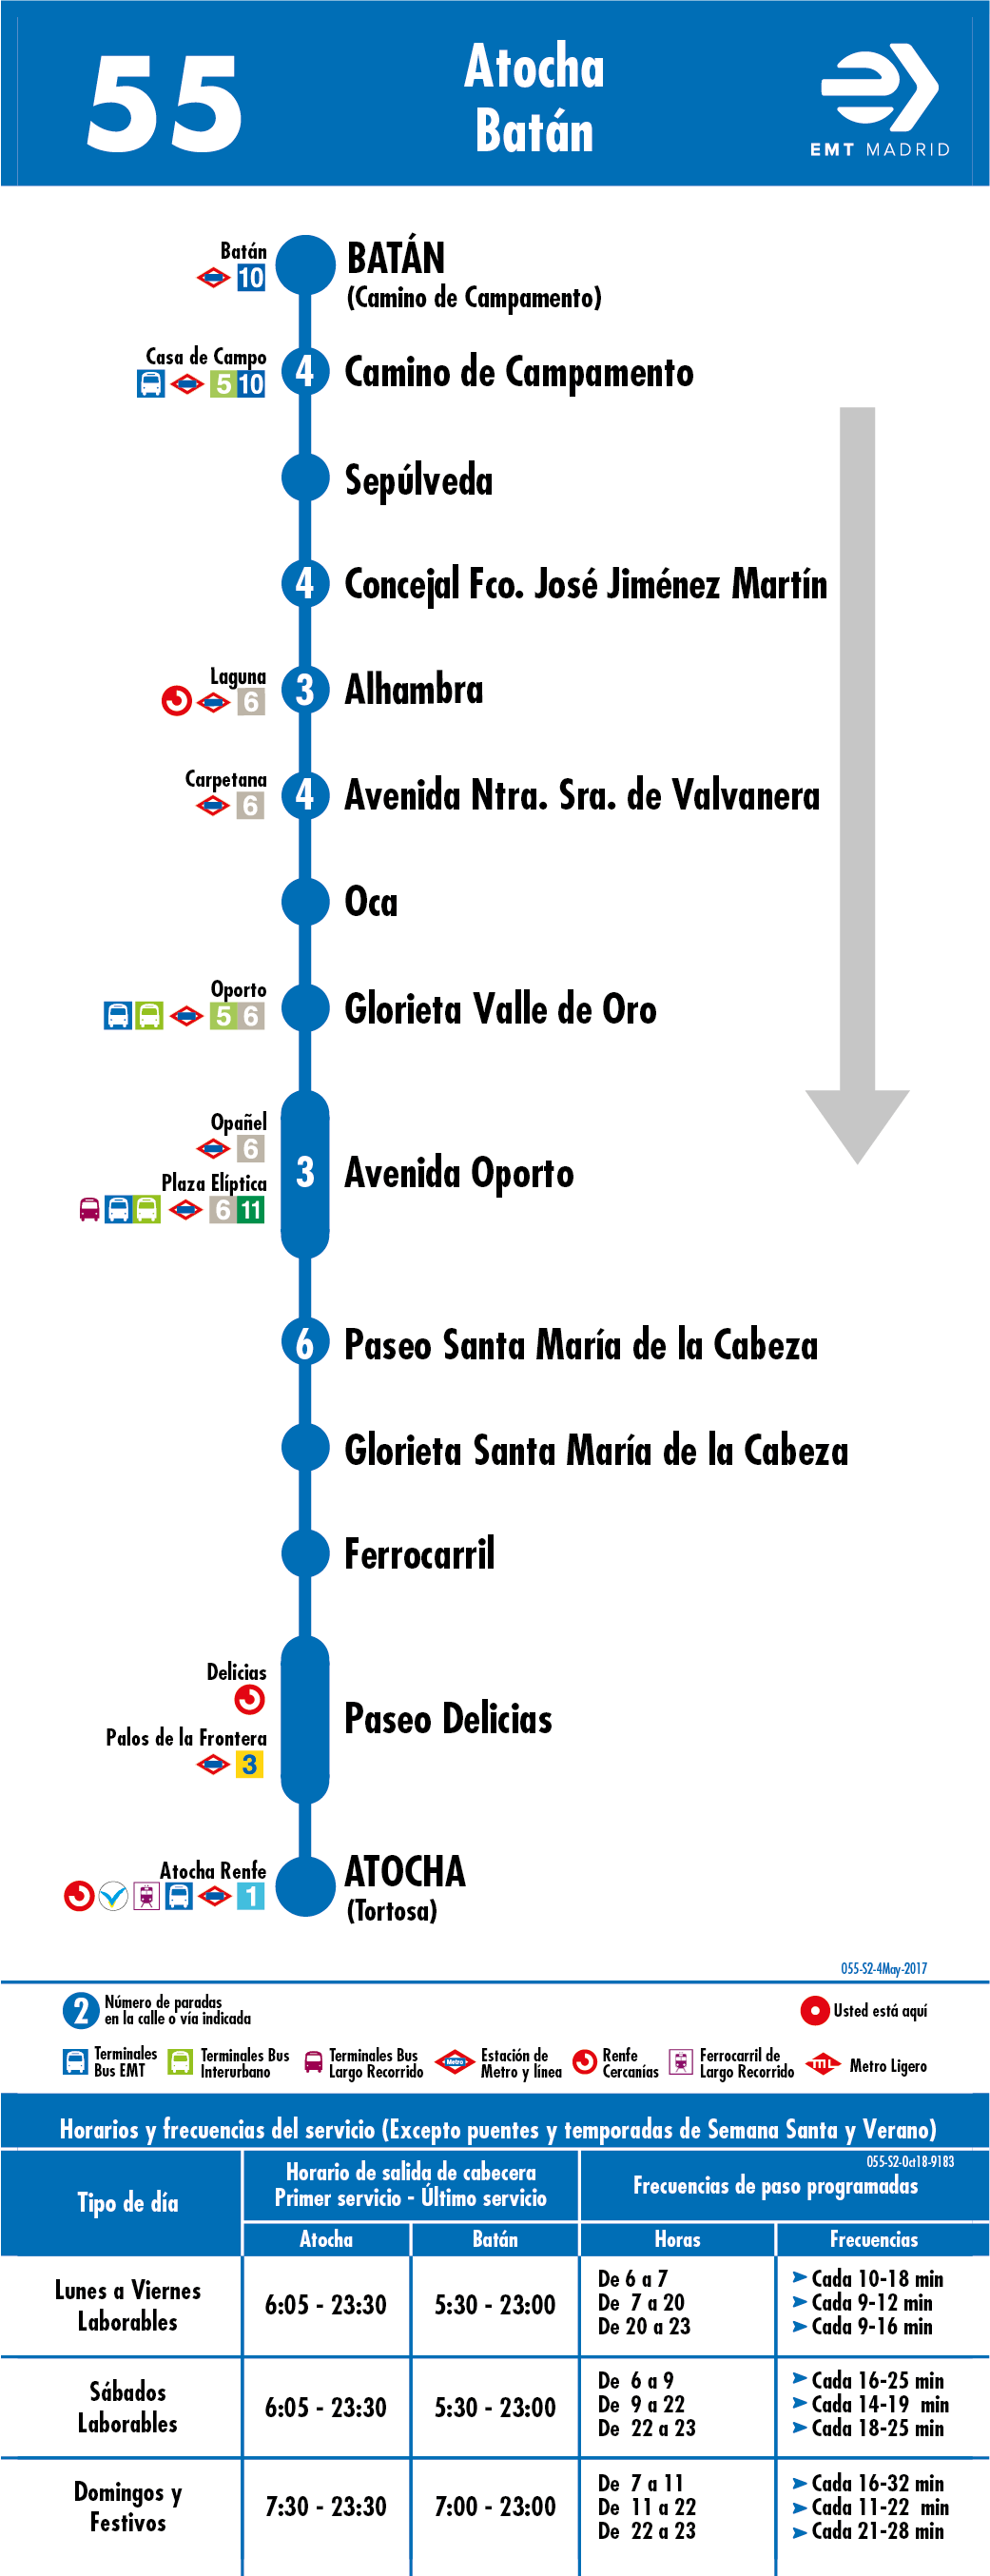 55
Atocha
Batán
EMT MADRID
Batán
10
BATÁN
(Camino de Campamento)
Casa de Campo
5 10
4
Camino de Campamento
Sepúlveda
4
Concejal Fco. José Jiménez Martín
Laguna
6
3
Alhambra
Carpetana
6
4
Avenida Ntra. Sra. de Valvanera
Oca
Oporto
5 6
Glorieta Valle de Oro
Opañel
6
Plaza Elíptica
6 11
3
Avenida Oporto
6
Paseo Santa María de la Cabeza
Glorieta Santa María de la Cabeza
Ferrocarril
Delicias
Palos de la Frontera
3
Paseo Delicias
Atocha Renfe
1
ATOCHA
(Tortosa)
055-S2-4May-2017
2
Número de paradas
en la calle o vía indicada
Usted está aquí
Terminales
Bus EMT
Terminales Bus
Interurbano
Terminales Bus
Largo Recorrido
Metro
Estación de
Metro y línea
Renfe
Cercanías
Ferrocarril de
Largo Recorrido
ML
Metro Ligero
Horarios y frecuencias del servicio (Excepto puentes y temporadas de Semana Santa y Verano)
055-S2-Oct18-9183
Tipo de día
Horario de salida de cabecera
Primer servicio - Último servicio
Frecuencias de paso programadas
Atocha Batán Horas Frecuencias
Lunes a Viernes
Laborables
6:05 - 23:30 5:30 - 23:00
De 6 a 7 Cada 10-18 min
De 7 a 20 Cada 9-12 min
De 20 a 23 Cada 9-16 min
Sábados
Laborables
6:05 - 23:30 5:30 - 23:00
De 6 a 9 Cada 16-25 min
De 9 a 22 Cada 14-19 min
De 22 a 23 Cada 18-25 min
Domingos y
Festivos
7:30 - 23:30 7:00 - 23:00
De 7 a 11 Cada 16-32 min
De 11 a 22 Cada 11-22 min
De 22 a 23 Cada 21-28 min